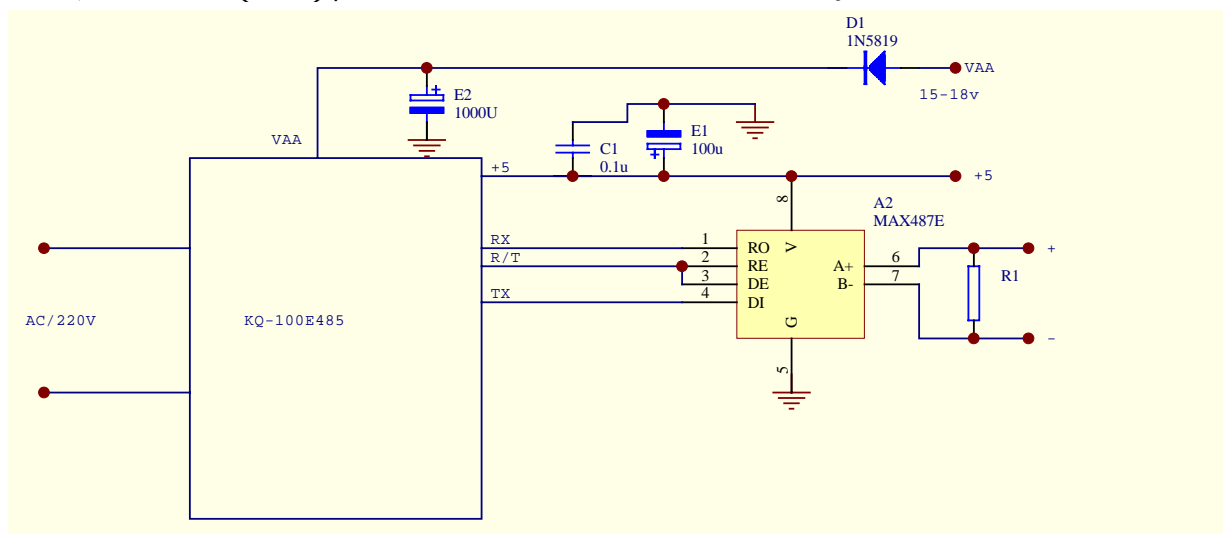 D1
1N5819
VAA
15-18v
E2
1000U
VAA
E1
100u
C1
0.1u
+5
+5
8
A2
MAX487E
RX
1
RO
V
R/T
2
RE
A+
6
+
3
DE
B-
7
R1
TX
4
DI
G
AC/220V
KQ-100E485
-
5